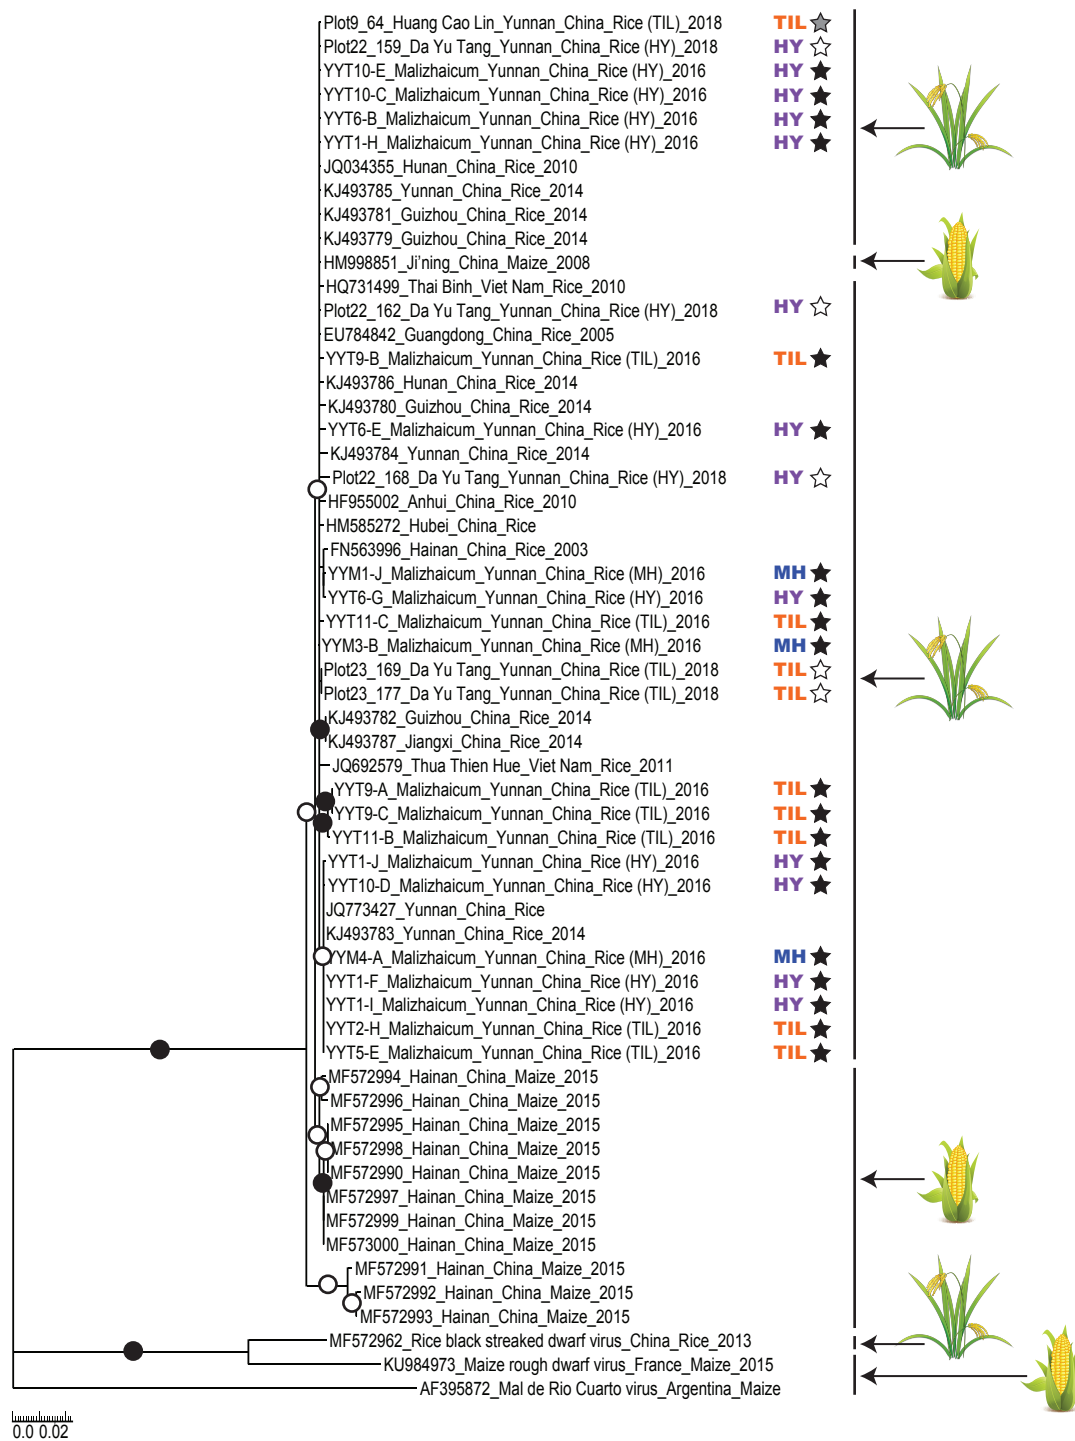 Plot9_64_Huang Cao Lin_Yunnan_China_Rice (TIL)_2018 TIL
Plot22_159_Da Yu Tang_Yunnan_China_Rice (HY)_2018 HY
YYT10-E_Malizhaicum_Yunnan_China_Rice (HY)_2016 HY
YYT10-C_Malizhaicum_Yunnan_China_Rice (HY)_2016 HY
YYT6-B_Malizhaicum_Yunnan_China_Rice (HY)_2016 HY
YYT1-H_Malizhaicum_Yunnan_China_Rice (HY)_2016 HY
JQ034355_Hunan_China_Rice_2010
KJ493785_Yunnan_China_Rice_2014
KJ493781_Guizhou_China_Rice_2014
KJ493779_Guizhou_China_Rice_2014
HM998851_Ji'ning_China_Maize_2008
HQ731499_Thai Binh_Viet Nam_Rice_2010
Plot22_162_Da Yu Tang_Yunnan_China_Rice (HY)_2018 HY
EU784842_Guangdong_China_Rice_2005
YYT9-B_Malizhaicum_Yunnan_China_Rice (TIL)_2016 TIL
KJ493786_Hunan_China_Rice_2014
KJ493780_Guizhou_China_Rice_2014
YYT6-E_Malizhaicum_Yunnan_China_Rice (HY)_2016 HY
KJ493784_Yunnan_China_Rice_2014
Plot22_168_Da Yu Tang_Yunnan_China_Rice (HY)_2018 HY
HF955002_Anhui_China_Rice_2010
HM585272_Hubei_China_Rice
FN563996_Hainan_China_Rice_2003
YYM1-J_Malizhaicum_Yunnan_China_Rice (MH)_2016 MH
YYT6-G_Malizhaicum_Yunnan_China_Rice (HY)_2016 HY
YYT11-C_Malizhaicum_Yunnan_China_Rice (TIL)_2016 TIL
YYM3-B_Malizhaicum_Yunnan_China_Rice (MH)_2016 MH
Plot23_169_Da Yu Tang_Yunnan_China_Rice (TIL)_2018 TIL
Plot23_177_Da Yu Tang_Yunnan_China_Rice (TIL)_2018 TIL
KJ493782_Guizhou_China_Rice_2014
KJ493787_Jiangxi_China_Rice_2014
JQ692579_Thua Thien Hue_Viet Nam_Rice_2011
YYT9-A_Malizhaicum_Yunnan_China_Rice (TIL)_2016 TIL
YYT9-C_Malizhaicum_Yunnan_China_Rice (TIL)_2016 TIL
YYT11-B_Malizhaicum_Yunnan_China_Rice (TIL)_2016 TIL
YYT1-J_Malizhaicum_Yunnan_China_Rice (HY)_2016 HY
YYT10-D_Malizhaicum_Yunnan_China_Rice (HY)_2016 HY
JQ773427_Yunnan_China_Rice
KJ493783_Yunnan_China_Rice_2014
YYM4-A_Malizhaicum_Yunnan_China_Rice (MH)_2016 MH
YYT1-F_Malizhaicum_Yunnan_China_Rice (HY)_2016 HY
YYT1-I_Malizhaicum_Yunnan_China_Rice (HY)_2016 HY
YYT2-H_Malizhaicum_Yunnan_China_Rice (TIL)_2016 TIL
YYT5-E_Malizhaicum_Yunnan_China_Rice (TIL)_2016 TIL
MF572994_Hainan_China_Maize_2015
MF572996_Hainan_China_Maize_2015
MF572995_Hainan_China_Maize_2015
MF572998_Hainan_China_Maize_2015
MF572990_Hainan_China_Maize_2015
MF572997_Hainan_China_Maize_2015
MF572999_Hainan_China_Maize_2015
MF573000_Hainan_China_Maize_2015
MF572991_Hainan_China_Maize_2015
MF572992_Hainan_China_Maize_2015
MF572993_Hainan_China_Maize_2015
MF572962_Rice black streaked dwarf virus_China_Rice_2013
KU984973_Maize rough dwarf virus_France_Maize_2015
AF395872_Mal de Rio Cuarto virus_Argentina_Maize
0.0 0.02